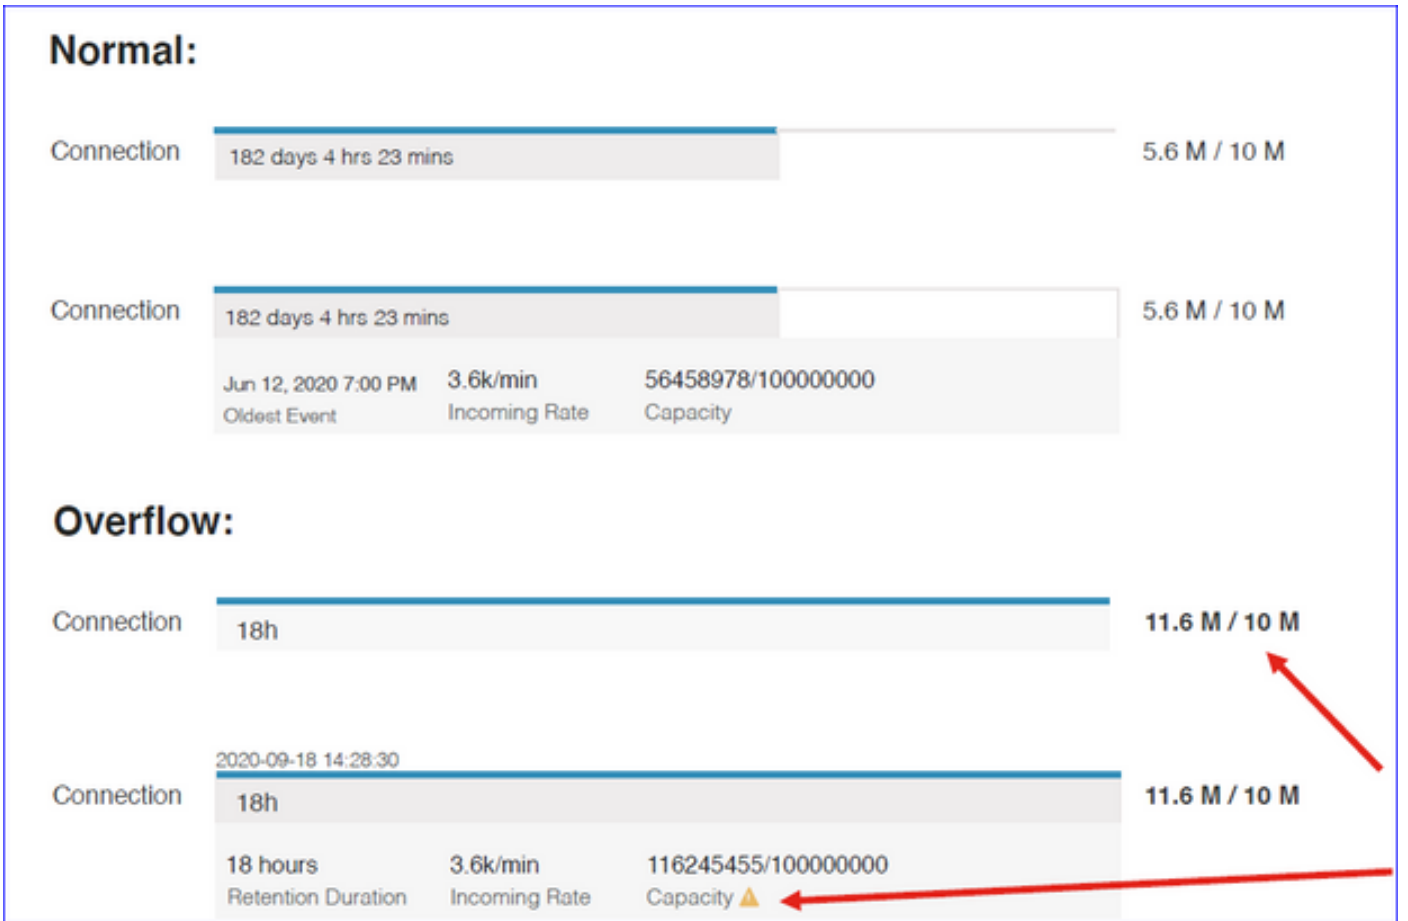 Normal:
Connection
182 days 4 hrs 23 mins
5.6 M / 10 M
Connection
182 days 4 hrs 23 mins
5.6 M / 10 M
Jun 12, 2020 7:00 PM 3.6k/min 56458978/100000000
Oldest Event Incoming Rate Capacity
Overflow:
Connection
18h
11.6 M / 10 M
2020-09-18 14:28:30
Connection
18h
11.6 M / 10 M
18 hours 3.6k/min 116245455/100000000
Retention Duration Incoming Rate Capacity